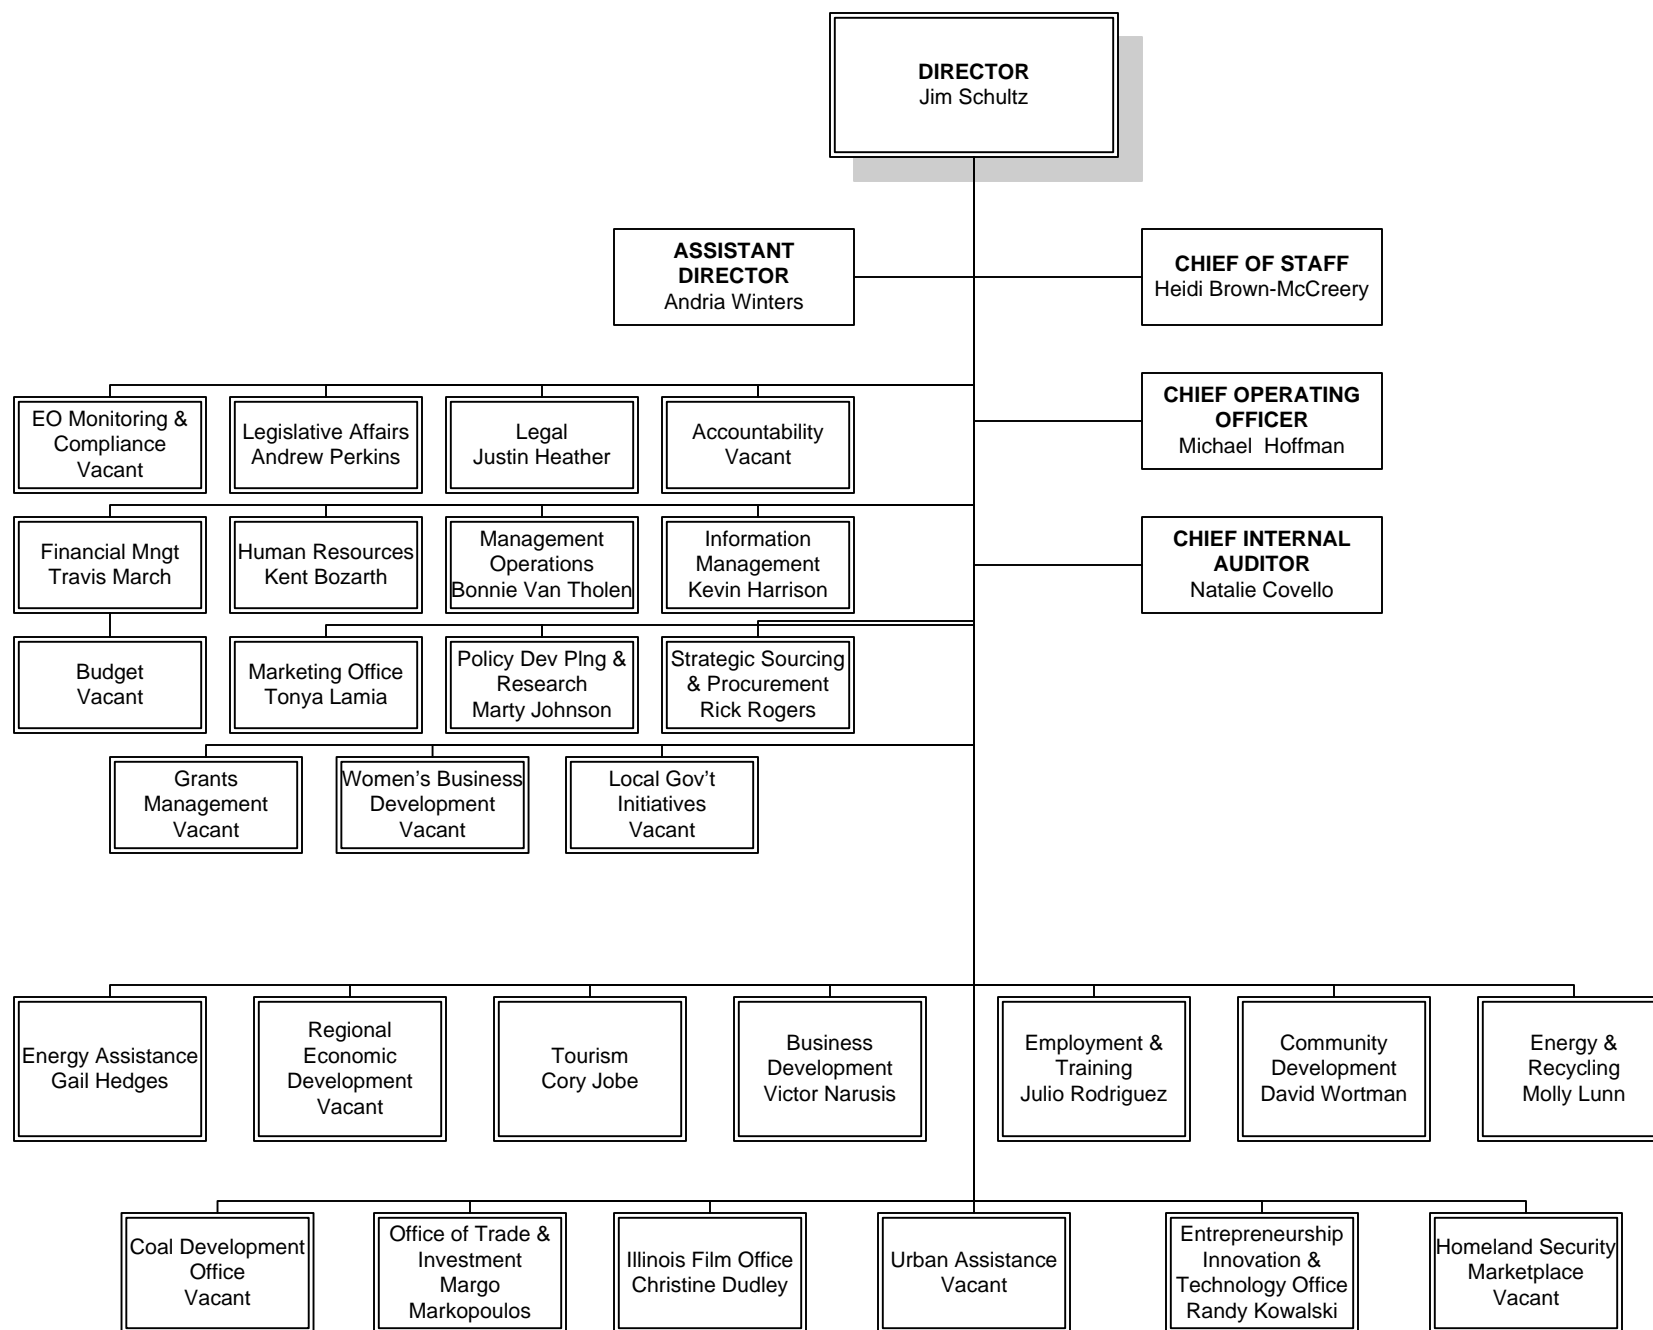 DIRECTOR
Jim Schultz
ASSISTANT
DIRECTOR
Andria Winters
CHIEF OF STAFF
Heidi Brown-McCreery
CHIEF OPERATING
OFFICER
Michael  Hoffman
CHIEF INTERNAL
AUDITOR
Natalie Covello
EO Monitoring &
Compliance
Vacant
Legislative Affairs
Andrew Perkins
Legal
Justin Heather
Accountability
Vacant
Financial Mngt
Travis March
Human Resources
Kent Bozarth
Management
Operations
Bonnie Van Tholen
Information
Management
Kevin Harrison
Budget
Vacant
Marketing Office
Tonya Lamia
Policy Dev Plng &
Research
Marty Johnson
Strategic Sourcing
& Procurement
Rick Rogers
Grants
Management
Vacant
Women's Business
Development
Vacant
Local Gov't
Initiatives
Vacant
Energy Assistance
Gail Hedges
Regional
Economic
Development
Vacant
Tourism
Cory Jobe
Business
Development
Victor Narusis
Employment &
Training
Julio Rodriguez
Community
Development
David Wortman
Energy &
Recycling
Molly Lunn
Coal Development
Office
Vacant
Office of Trade &
Investment
Margo
Markopoulos
Illinois Film Office
Christine Dudley
Urban Assistance
Vacant
Entrepreneurship
Innovation &
Technology Office
Randy Kowalski
Homeland Security
Marketplace
Vacant